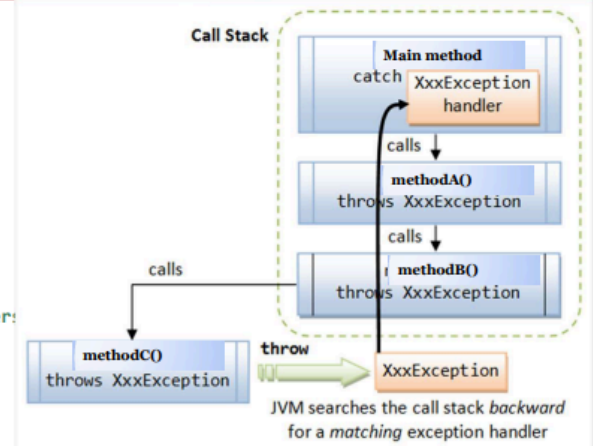 Call Stack
Main method
catch
XxxException
handler
calls
methodA()
throws XxxException
calls
methodB()
throws XxxException
calls
methodC()
throws XxxException
throw
XxxException
JVM searches the call stack backward
for a matching exception handler